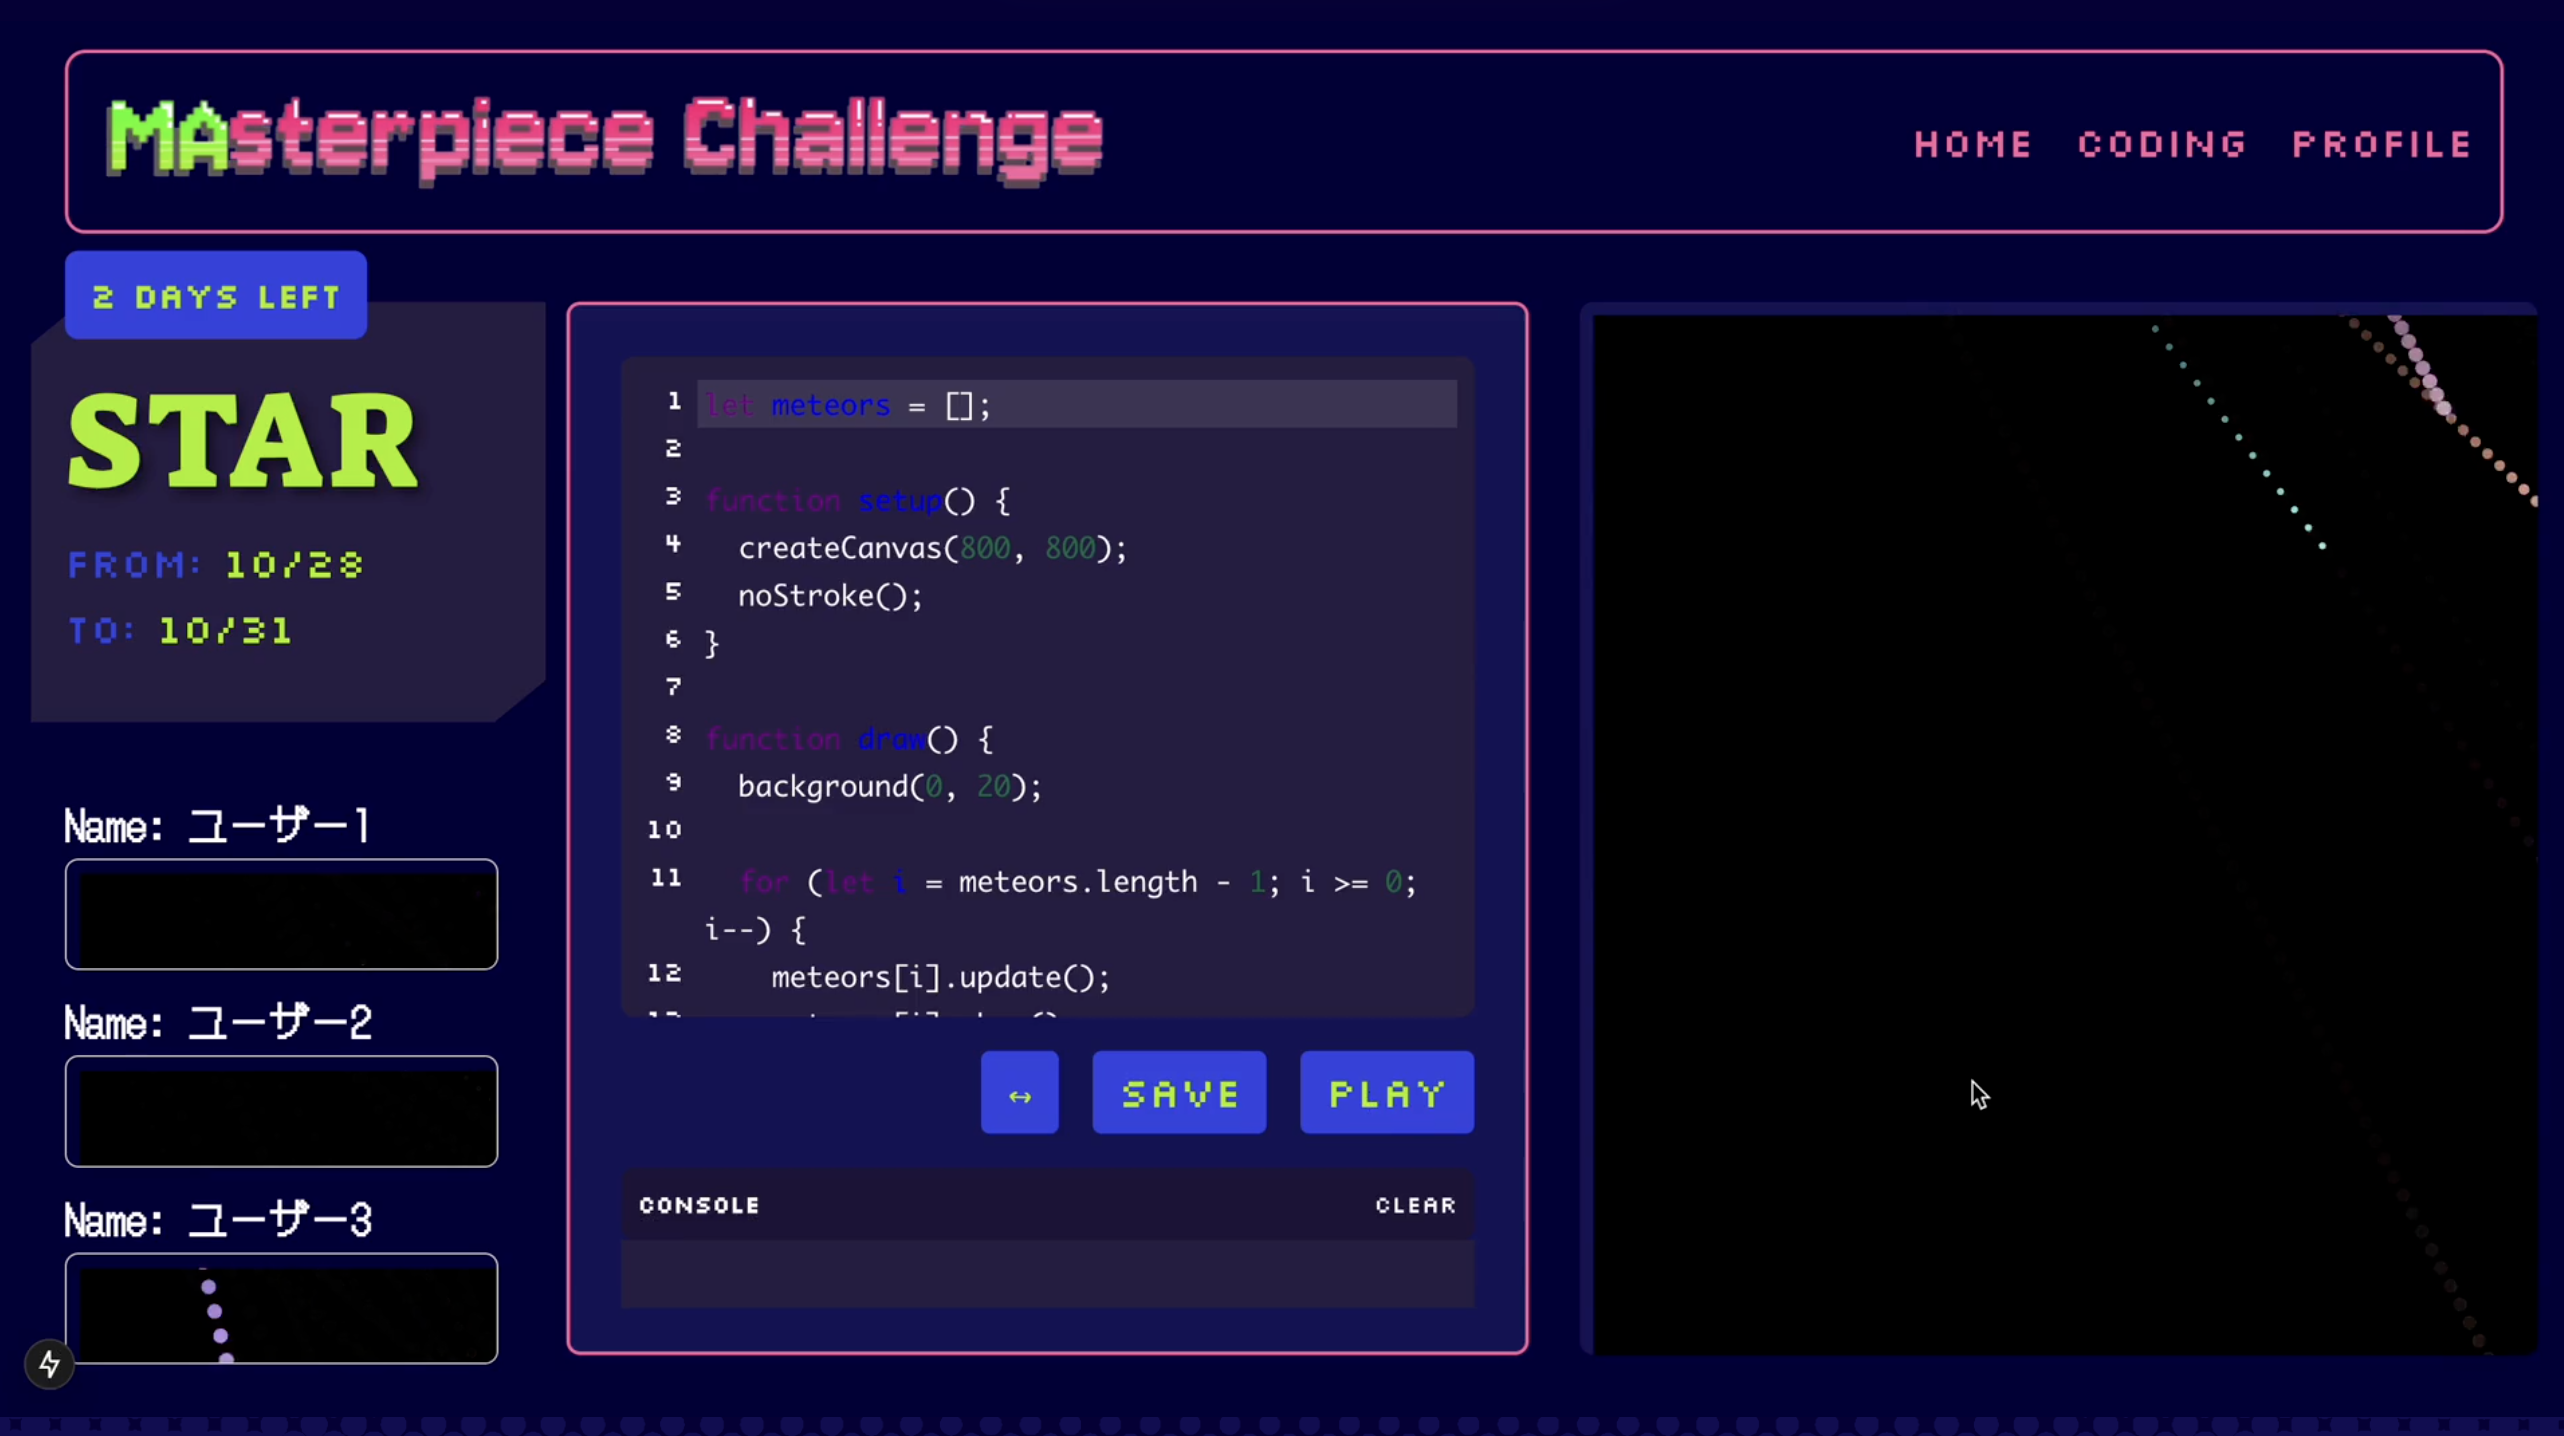 MAsterpiece Challenge
HOME CODING PROFILE
2 DAYS LEFT
STAR
FROM: 10/28
TO: 10/31
Name: ユーザー1
Name: ユーザー2
Name: ユーザー3
1 let meteors = [];
2
3 function setup() {
4 createCanvas(800, 800);
5 noStroke();
6 }
7
8 function draw() {
9 background(0, 20);
10
11 for (let i = meteors.length - 1; i >= 0;
i--) {
12 meteors[i].update();
↔ SAVE PLAY
CONSOLE CLEAR